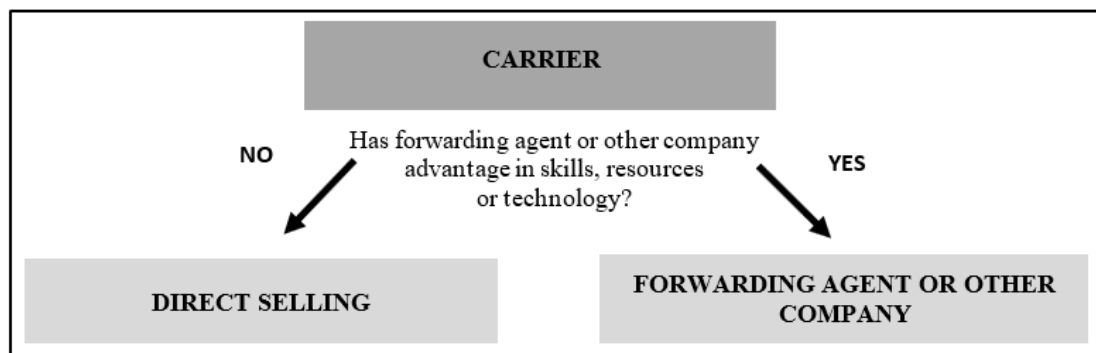 CARRIER
NO
Has forwarding agent or other company
advantage in skills, resources
or technology?
YES
DIRECT SELLING
FORWARDING AGENT OR OTHER
COMPANY